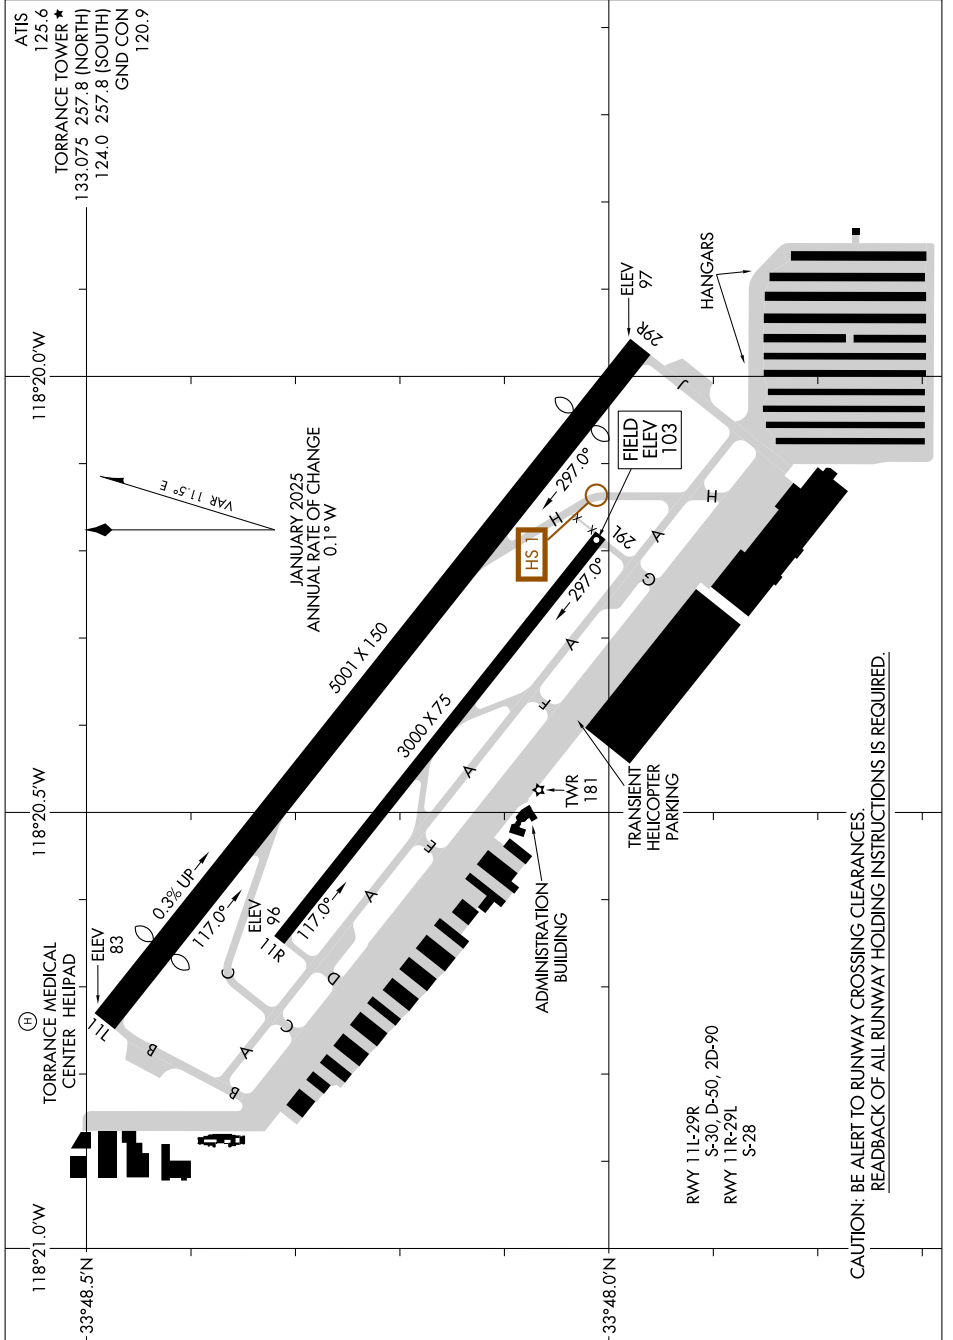 ATIS
125.6
TORRANCE TOWER ★
133.075 257.8 (NORTH)
124.0 257.8 (SOUTH)
GND CON
120.9
118°20.0'W
118°20.5'W
118°21.0'W
33°48.5'N
33°48.0'N
VAR 11.5° E
JANUARY 2025
ANNUAL RATE OF CHANGE
0.1° W
H
TORRANCE MEDICAL
CENTER HELIPAD
ELEV
83
11L
0.3% UP
117.0°
5001 X 150
297.0°
29R
ELEV
97
ELEV
96
11R
117.0°
3000 X 75
297.0°
29L
FIELD
ELEV
103
HS 1
X
X
H
H
J
G
F
E
D
C
C
B
B
A
A
A
A
A
HANGARS
TWR
181
TRANSIENT
HELICOPTER
PARKING
ADMINISTRATION
BUILDING
RWY 11L-29R
S-30, D-50, 2D-90
RWY 11R-29L
S-28
CAUTION: BE ALERT TO RUNWAY CROSSING CLEARANCES.
READBACK OF ALL RUNWAY HOLDING INSTRUCTIONS IS REQUIRED.